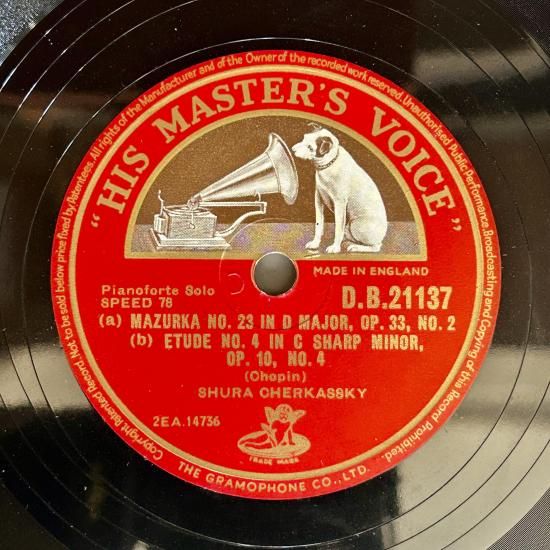 "HIS MASTER'S VOICE"
Copyright Patented Record. Not to be sold below price fixed by Patentees. All rights of the Manufacturer and of the Owner of the recorded work reserved. Unauthorised Public Performance, Broadcasting and Copying of this Record Prohibited.
MADE IN ENGLAND
Pianoforte Solo
SPEED 78
D.B.21137
(a) MAZURKA NO. 23 IN D MAJOR, OP. 33, NO. 2
(b) ETUDE NO. 4 IN C SHARP MINOR,
OP. 10, NO. 4
(Chopin)
SHURA CHERKASSKY
2EA.14736
TRADE MARK
THE GRAMOPHONE CO., LTD.